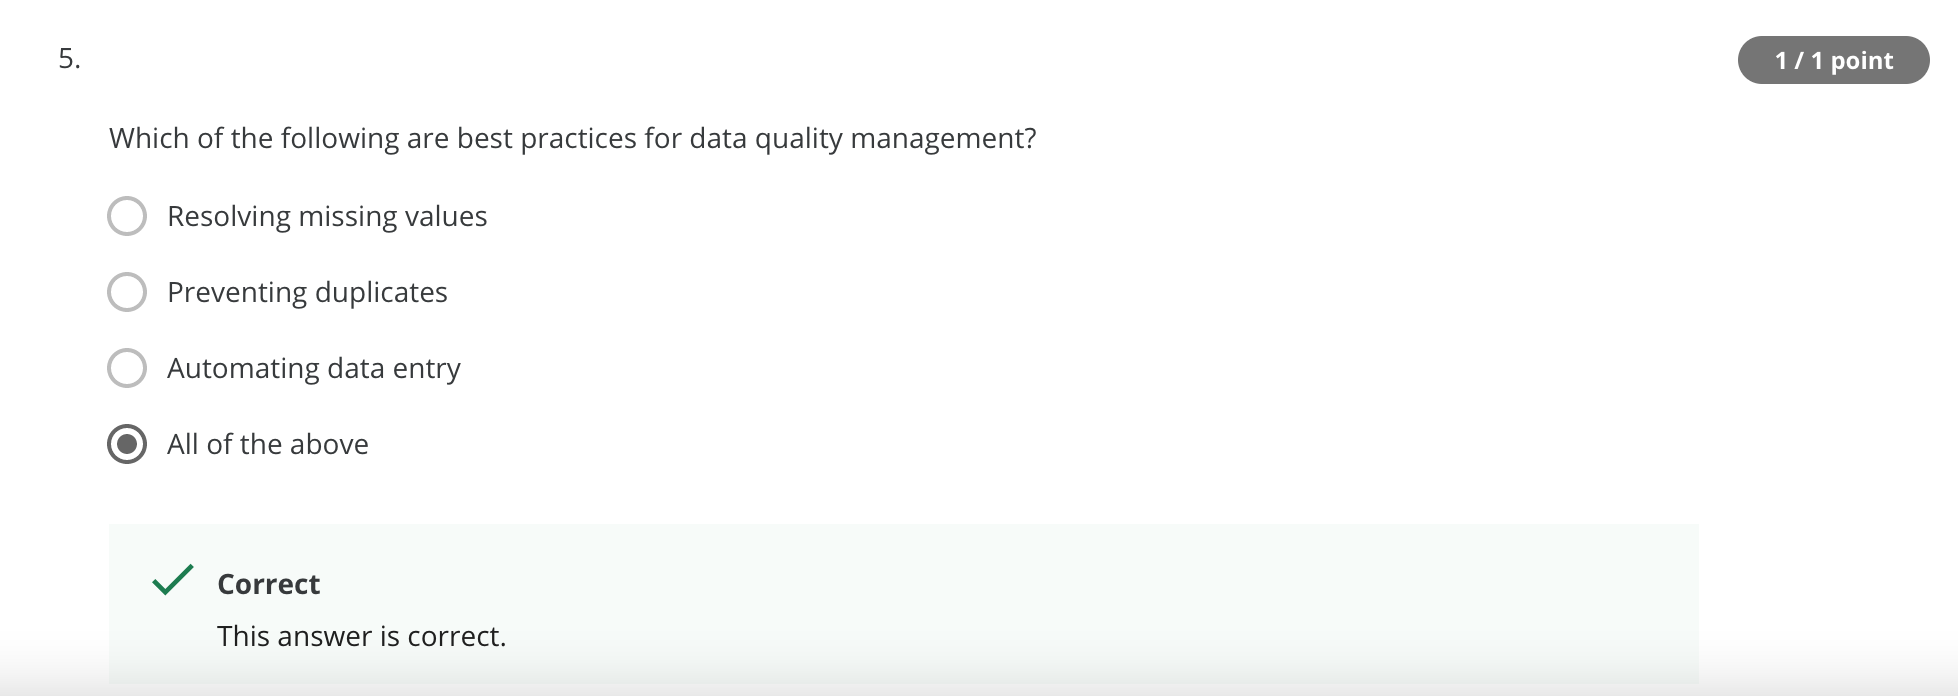 5.
1 / 1 point
Which of the following are best practices for data quality management?
Resolving missing values
Preventing duplicates
Automating data entry
All of the above
Correct
This answer is correct.